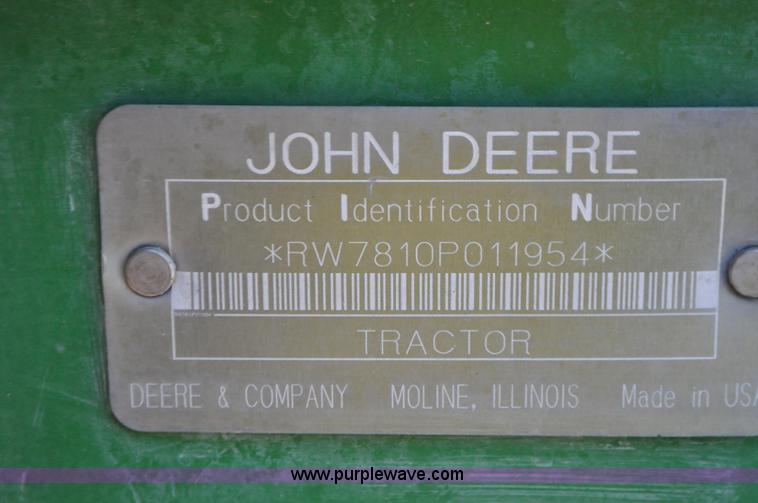 JOHN DEERE
Product Identification Number
*RW7810P011954*
TRACTOR
DEERE & COMPANY MOLINE, ILLINOIS Made in USA
www.purplewave.com